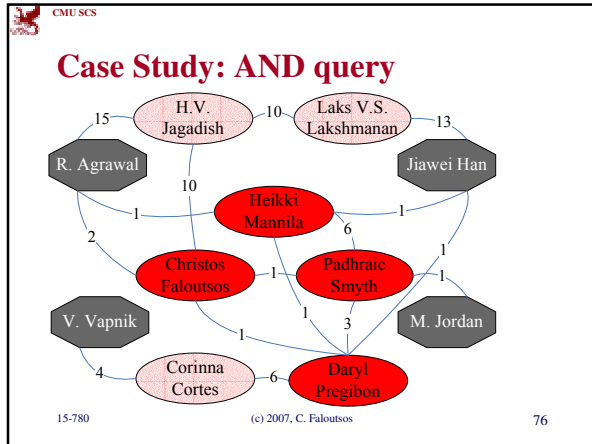 CMU SCS
Case Study: AND query
H.V.
Jagadish
Laks V.S.
Lakshmanan
15
10
13
R. Agrawal
Jiawei Han
10
Heikki
Mannila
1
1
6
2
1
Christos
Faloutsos
1
Padhraic
Smyth
1
V. Vapnik
1
1
3
M. Jordan
4
Corinna
Cortes
6
Daryl
Pregibon
15-780
(c) 2007, C. Faloutsos
76